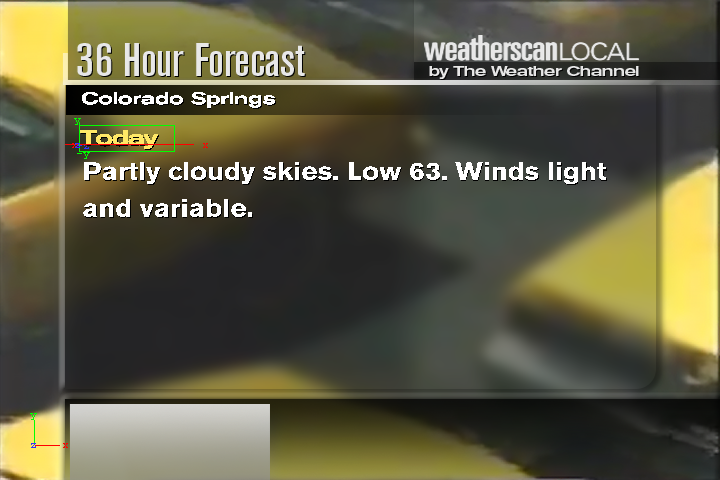 36 Hour Forecast
weatherscanLOCAL
by The Weather Channel
Colorado Springs
Today
Partly cloudy skies. Low 63. Winds light
and variable.
y
x
y
y
x
z